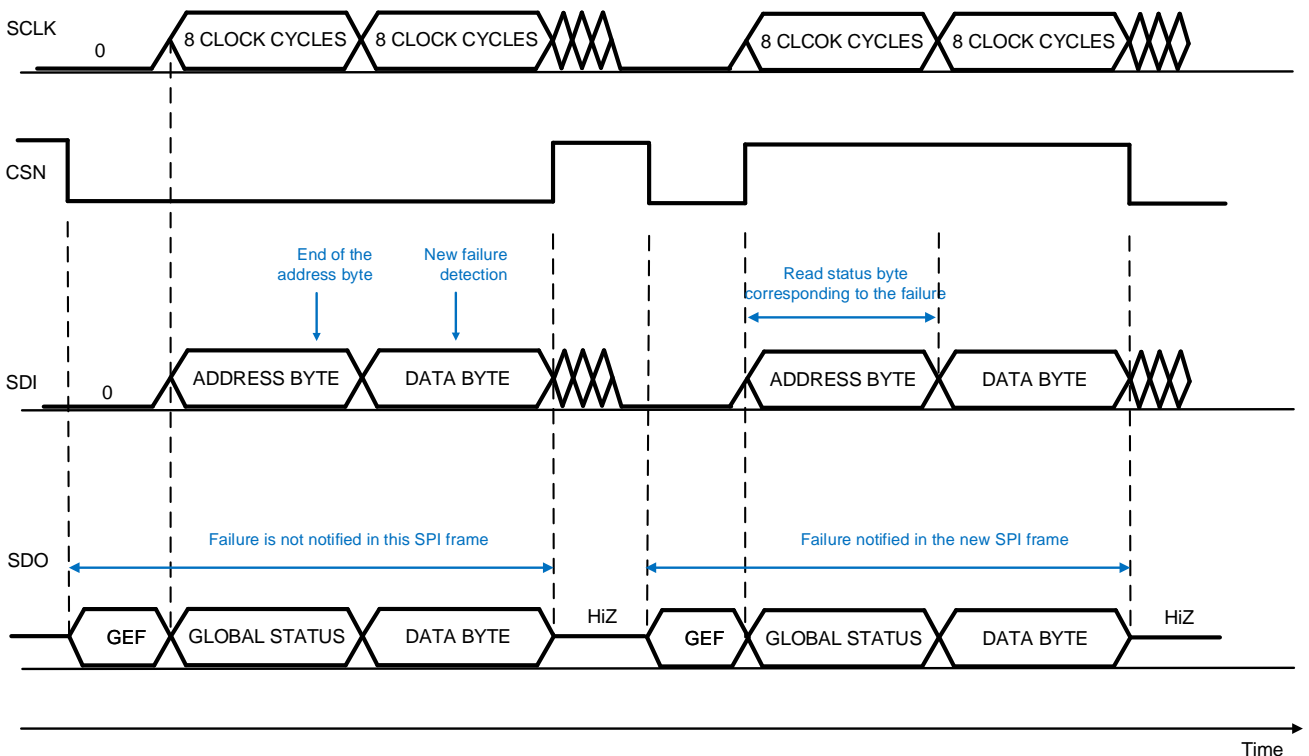 SCLK
0
8 CLOCK CYCLES
8 CLOCK CYCLES
8 CLCOK CYCLES
8 CLOCK CYCLES
CSN
End of the
address byte
New failure
detection
Read status byte
corresponding to the failure
SDI
0
ADDRESS BYTE
DATA BYTE
ADDRESS BYTE
DATA BYTE
SDO
Failure is not notified in this SPI frame
Failure notified in the new SPI frame
GEF
GLOBAL STATUS
DATA BYTE
HiZ
GEF
GLOBAL STATUS
DATA BYTE
HiZ
Time